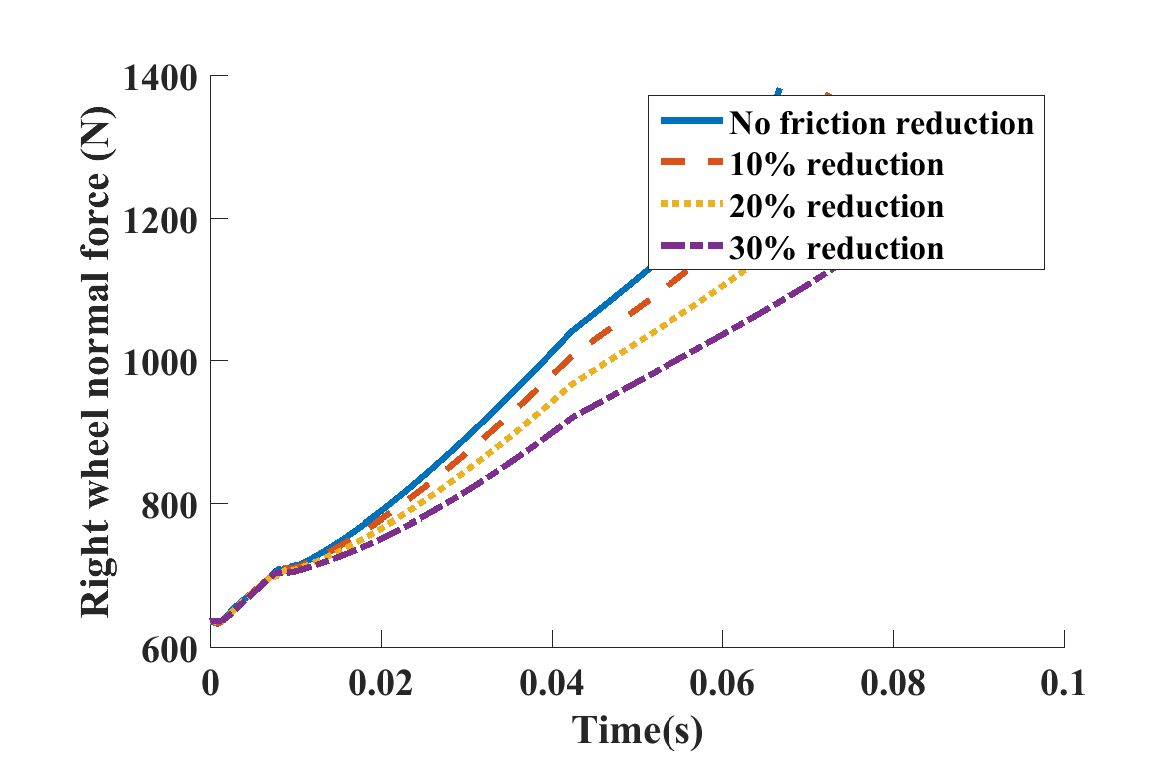 1400
1200
1000
800
600
Right wheel normal force (N)
No friction reduction
10% reduction
20% reduction
30% reduction
0 0.02 0.04 0.06 0.08 0.1
Time(s)